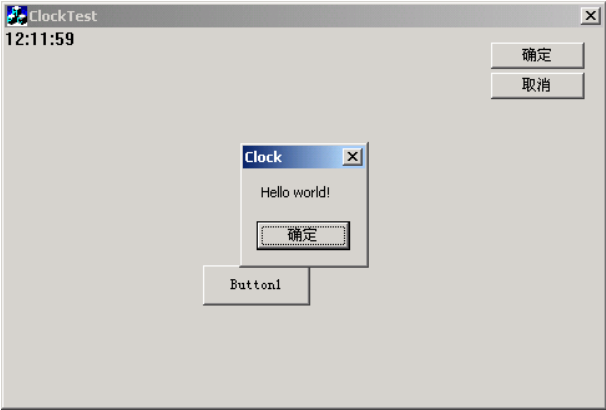 ClockTest
12:11:59
确定
取消
Clock
Hello world!
确定
Button1